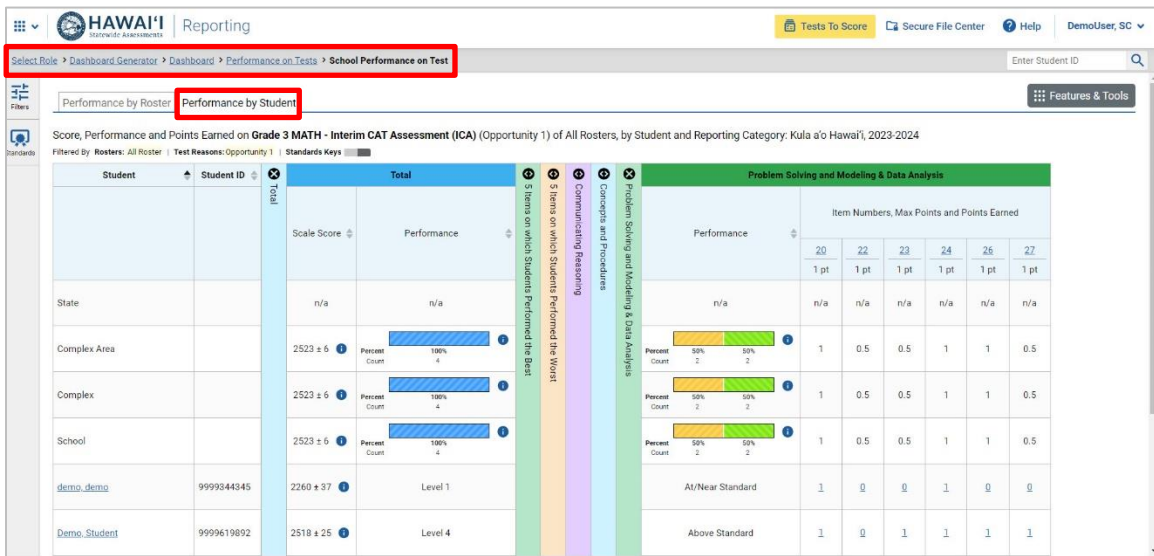 HAWAIʻI
Statewide Assessments
Reporting
Tests To Score
Secure File Center
Help
DemoUser, SC
Select Role > Dashboard Generator > Dashboard > Performance on Tests > School Performance on Test
Enter Student ID
Filters
Standards
Performance by Roster
Performance by Student
Features & Tools
Score, Performance and Points Earned on Grade 3 MATH - Interim CAT Assessment (ICA) (Opportunity 1) of All Rosters, by Student and Reporting Category: Kula a'o Hawai'i, 2023-2024
Filtered By Rosters: All Roster | Test Reasons: Opportunity 1 | Standards Keys
Student
Student ID
Total
Total
5 Items on which Students Performed the Best
5 Items on which Students Performed the Worst
Communicating Reasoning
Concepts and Procedures
Problem Solving and Modeling & Data Analysis
Problem Solving and Modeling & Data Analysis
Scale Score
Performance
Performance
Item Numbers, Max Points and Points Earned
20 22 23 24 26 27
1 pt 1 pt 1 pt 1 pt 1 pt 1 pt
State n/a n/a n/a n/a n/a n/a n/a n/a n/a
Complex Area 2523 ± 6 Percent 100% Percent 50% 50% 1 0.5 0.5 1 1 0.5
Count 4 Count 2 2
Complex 2523 ± 6 Percent 100% Percent 50% 50% 1 0.5 0.5 1 1 0.5
Count 4 Count 2 2
School 2523 ± 6 Percent 100% Percent 50% 50% 1 0.5 0.5 1 1 0.5
Count 4 Count 2 2
demo, demo 9999344345 2260 ± 37 Level 1 At/Near Standard 1 0 0 1 0 0
Demo, Student 9999619892 2518 ± 25 Level 4 Above Standard 1 0 1 1 1 1